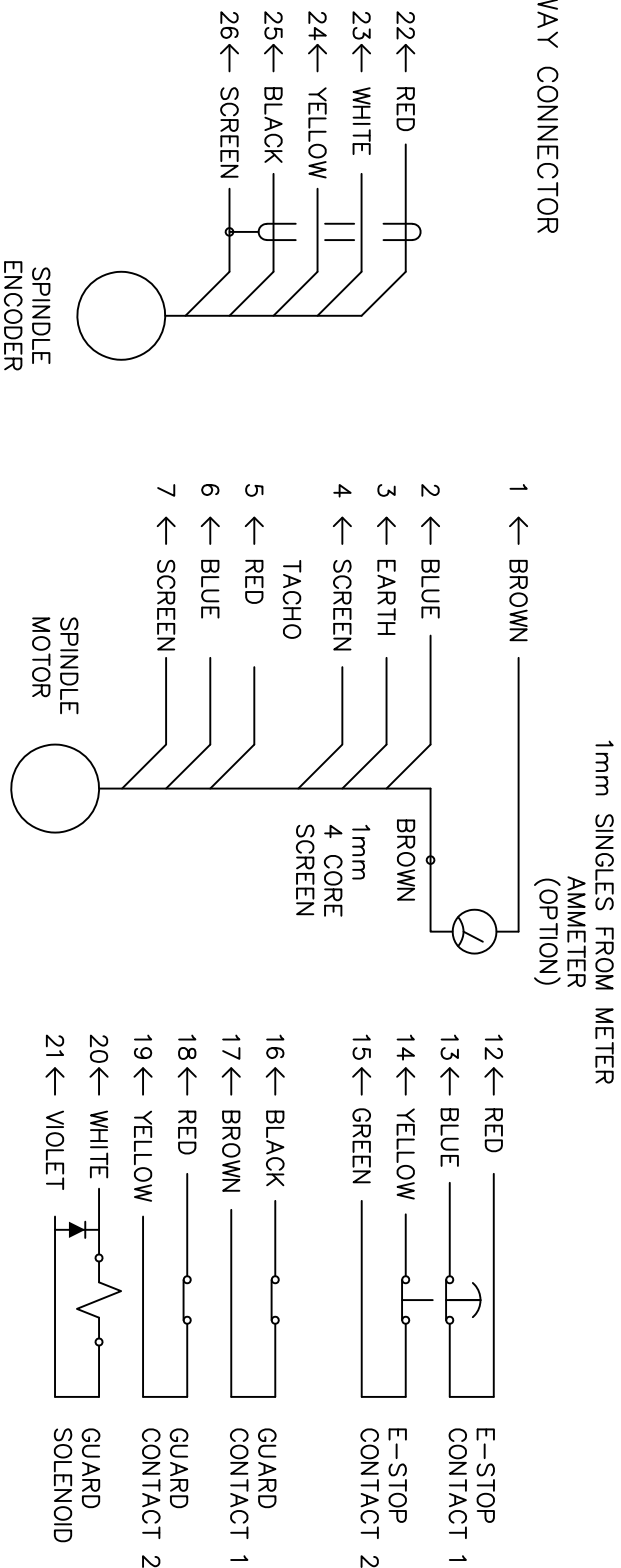 WAY CONNECTOR
22← RED
23← WHITE
24← YELLOW
25← BLACK
26← SCREEN
SPINDLE
ENCODER
1mm SINGLES FROM METER
AMMETER
(OPTION)
1 ← BROWN
2 ← BLUE
3 ← EARTH
4 ← SCREEN
TACHO
5 ← RED
6 ← BLUE
7 ← SCREEN
BROWN
1mm
4 CORE
SCREEN
SPINDLE
MOTOR
12← RED
13← BLUE
14← YELLOW
15← GREEN
E-STOP
CONTACT 1
E-STOP
CONTACT 2
16← BLACK
17← BROWN
18← RED
19← YELLOW
20← WHITE
21← VIOLET
GUARD
CONTACT 1
GUARD
CONTACT 2
GUARD
SOLENOID